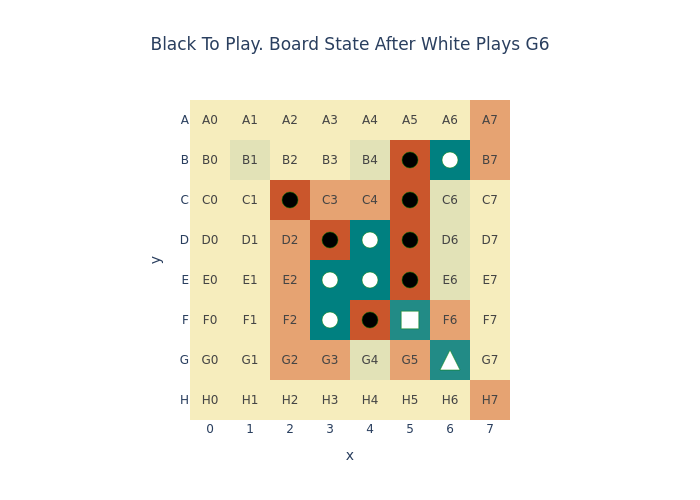 Black To Play. Board State After White Plays G6
A A0 A1 A2 A3 A4 A5 A6 A7
B B0 B1 B2 B3 B4 B7
C C0 C1 C3 C4 C6 C7
D D0 D1 D2 D6 D7
y
E E0 E1 E2 E6 E7
F F0 F1 F2 F6 F7
G G0 G1 G2 G3 G4 G5 G7
H H0 H1 H2 H3 H4 H5 H6 H7
0 1 2 3 4 5 6 7
x